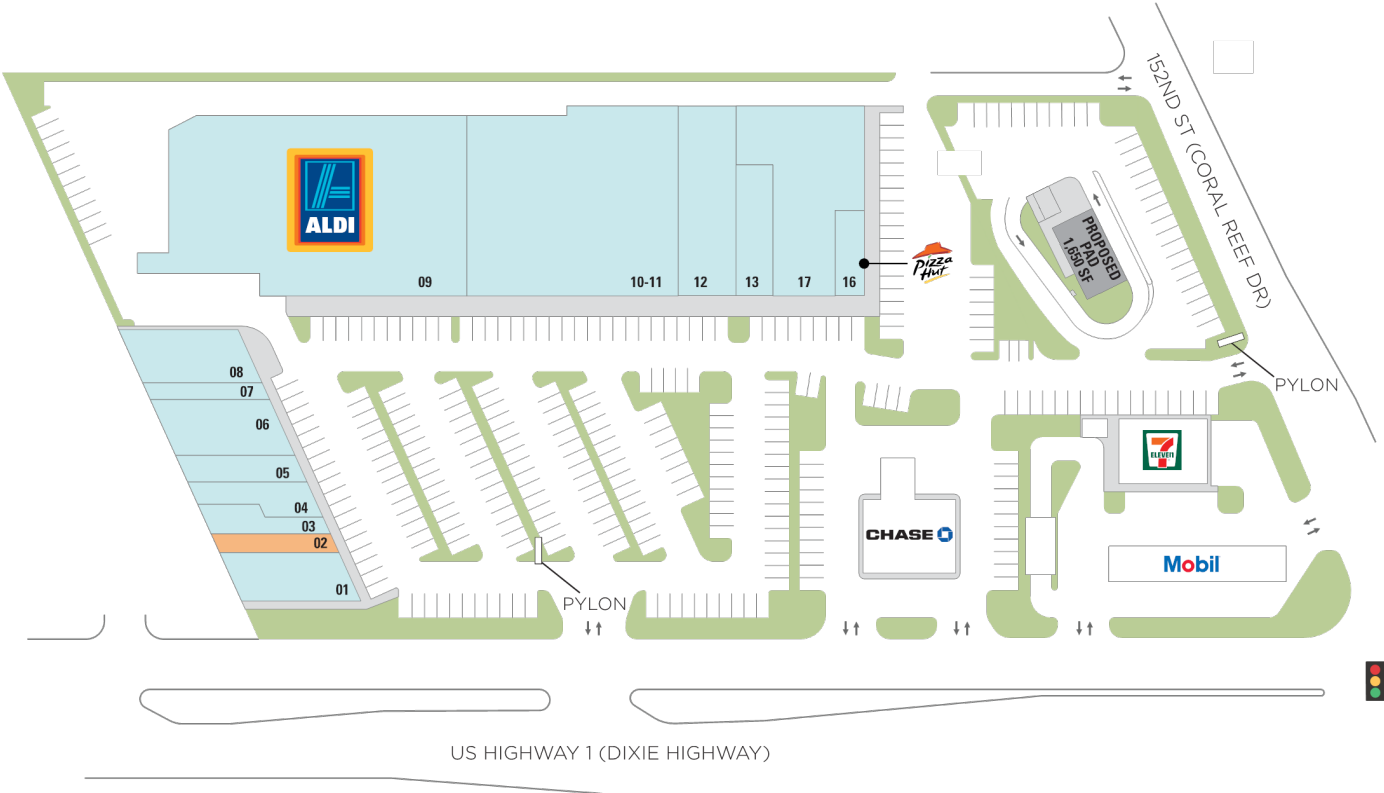 152ND ST (CORAL REEF DR)
ALDI
09
10-11
12
13
17
16
Pizza
Hut
PROPOSED
PAD
1,650 SF
PYLON
08
07
06
05
04
03
02
01
7
ELEVEN
CHASE
Mobil
PYLON
US HIGHWAY 1 (DIXIE HIGHWAY)